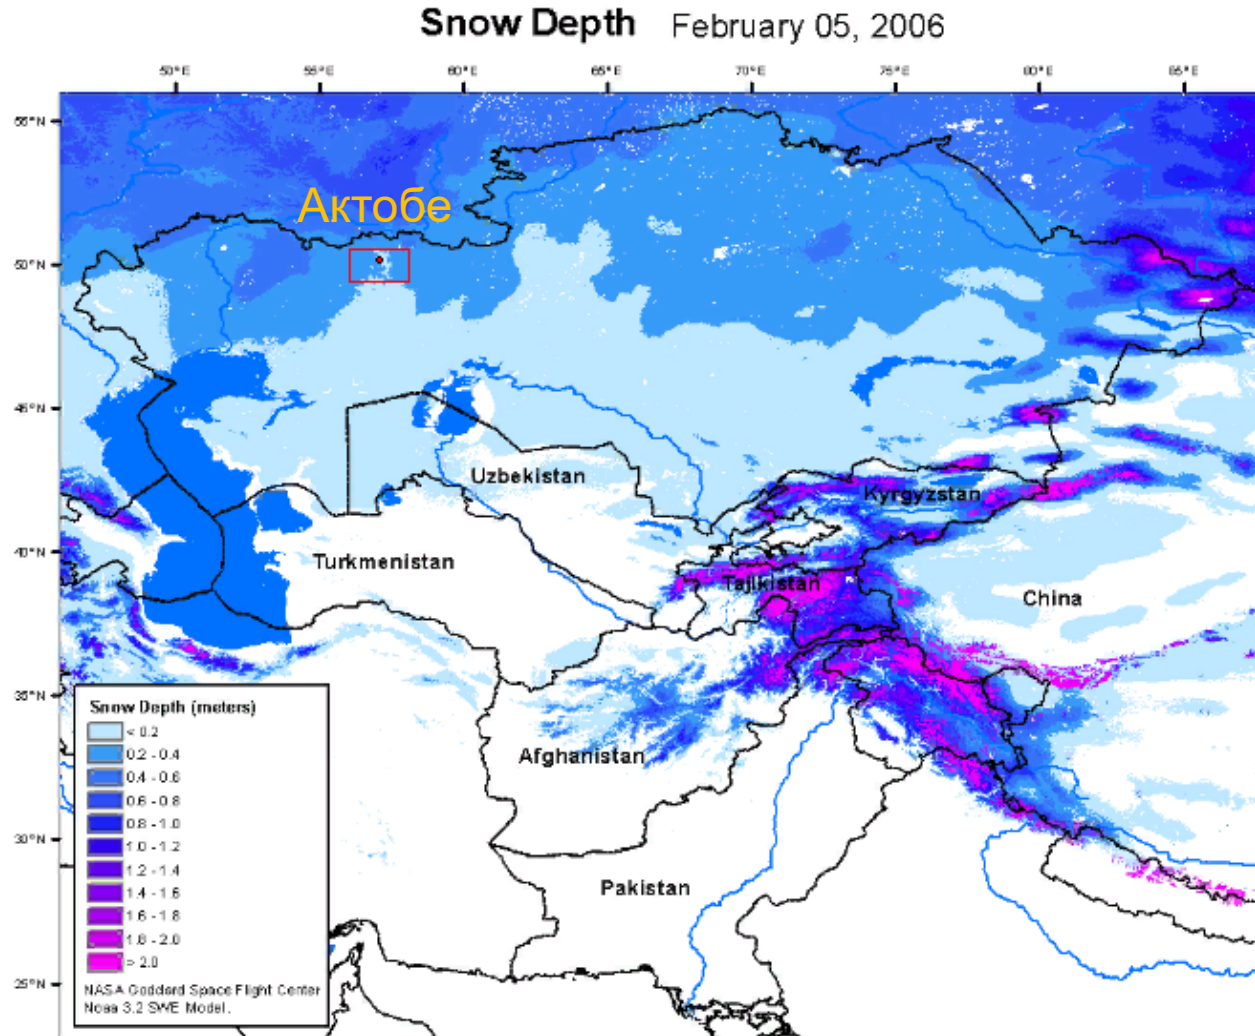 Snow Depth February 05, 2006
50°E 55°E 60°E 65°E 70°E 75°E 80°E 85°E
55°N
Актобе
50°N
45°N
Uzbekistan
Kyrgyzstan
40°N
Turkmenistan
Tajikistan
China
35°N
Snow Depth (meters)
< 0.2
0.2 - 0.4
Afghanistan
0.4 - 0.6
0.6 - 0.8
0.8 - 1.0
30°N
1.0 - 1.2
1.2 - 1.4
Pakistan
1.4 - 1.6
1.6 - 1.8
1.8 - 2.0
> 2.0
25°N
NASA Goddard Space Flight Center
Noaa 3.2 SWE Model.